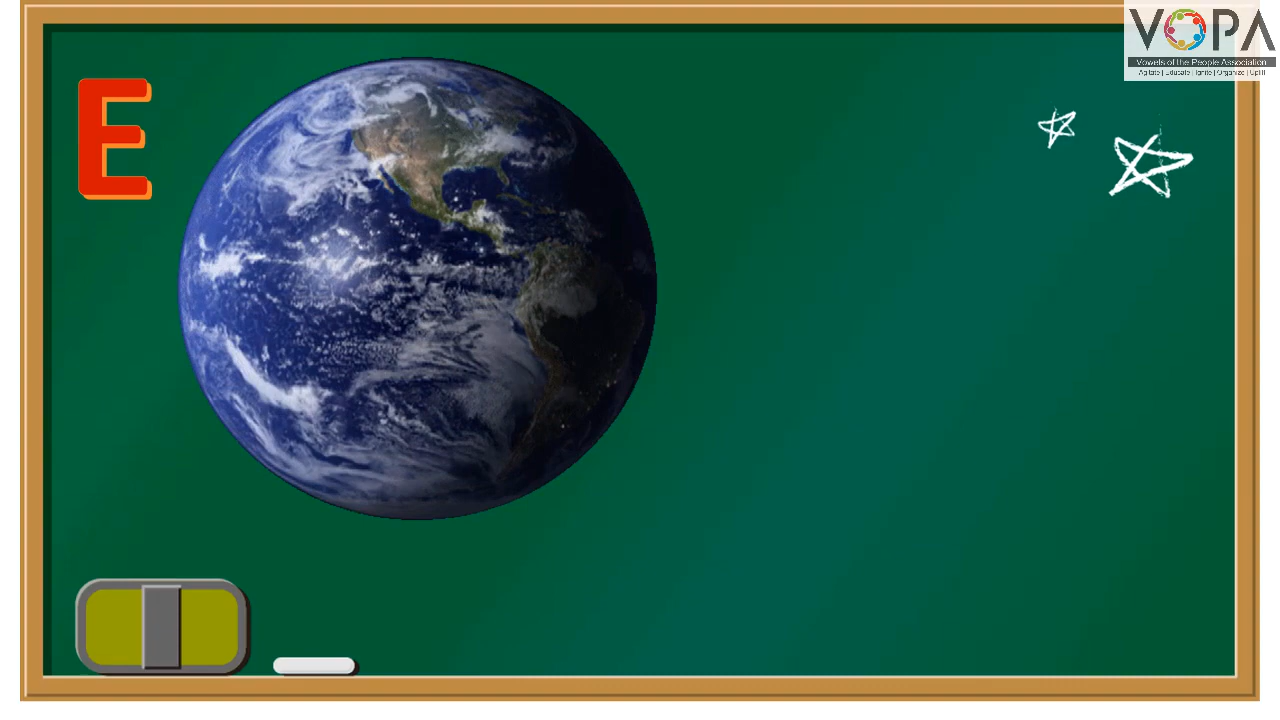 E
VOPA
Vowels of the People Association
Agitate | Educate | Ignite | Organize | Uplift